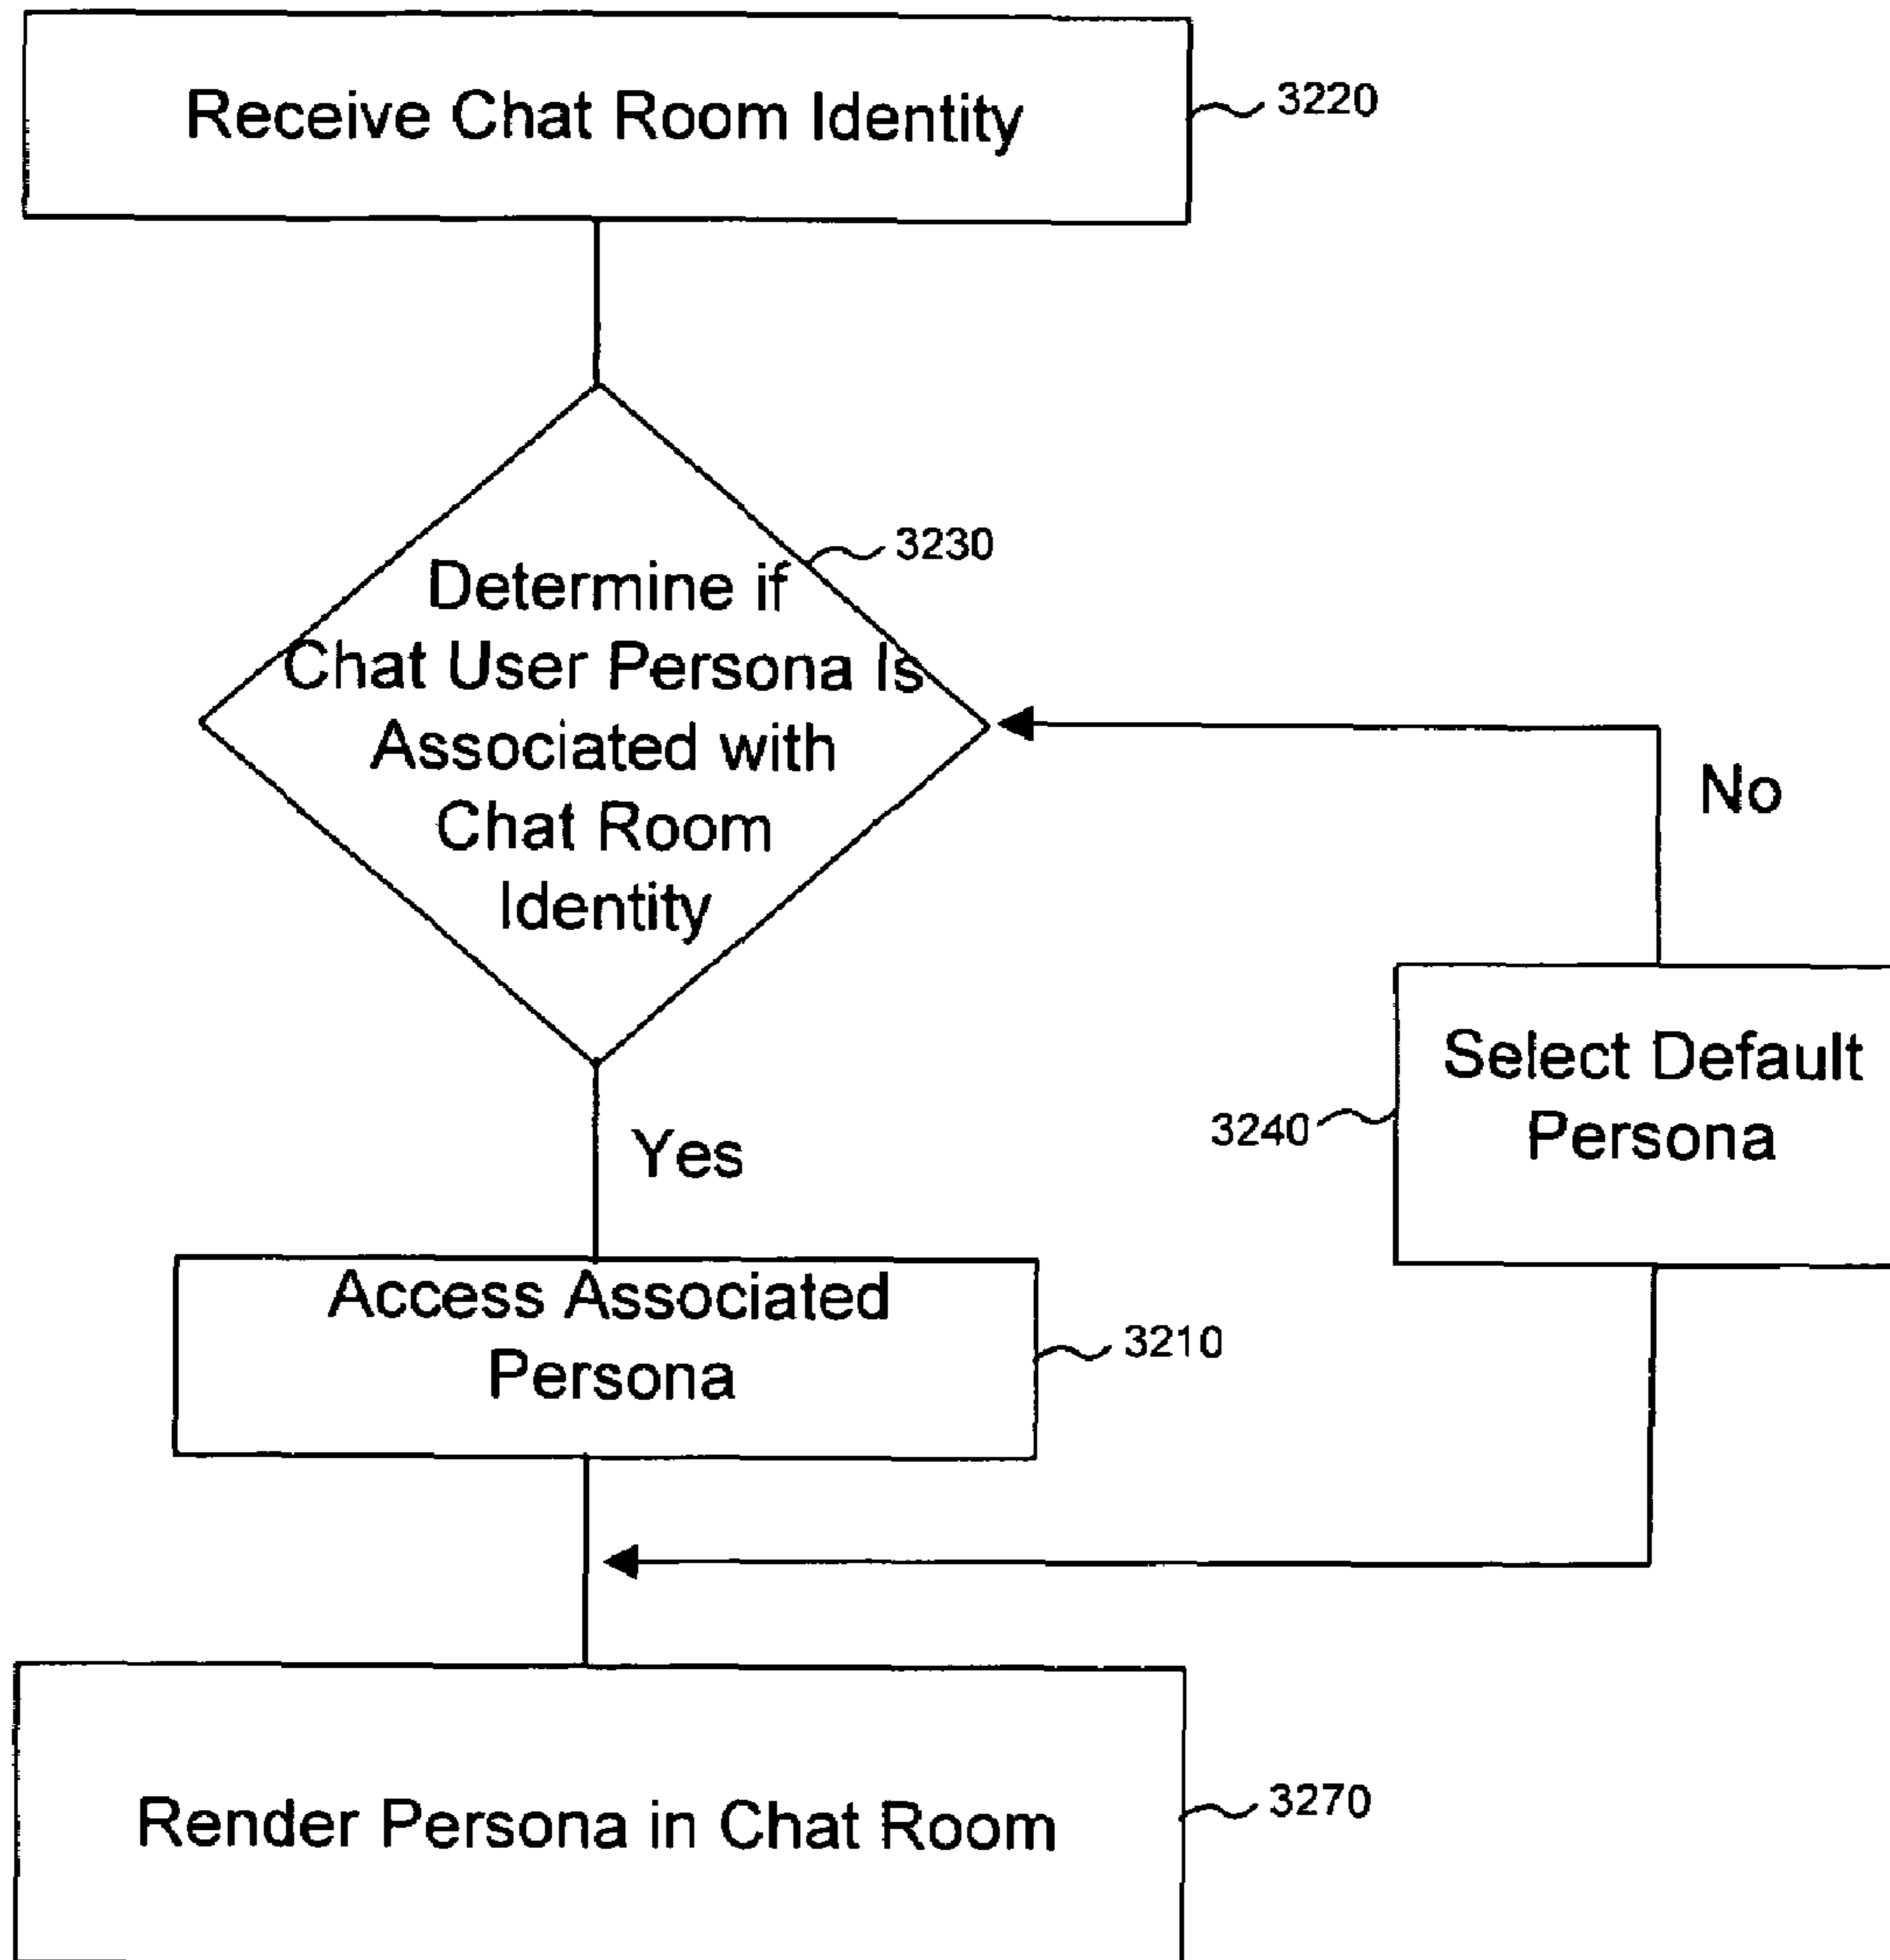 Receive Chat Room Identity
3220
3230
Determine if
Chat User Persona Is
Associated with
Chat Room
Identity
No
Select Default
Persona
3240
Yes
Access Associated
Persona
3210
Render Persona in Chat Room
3270